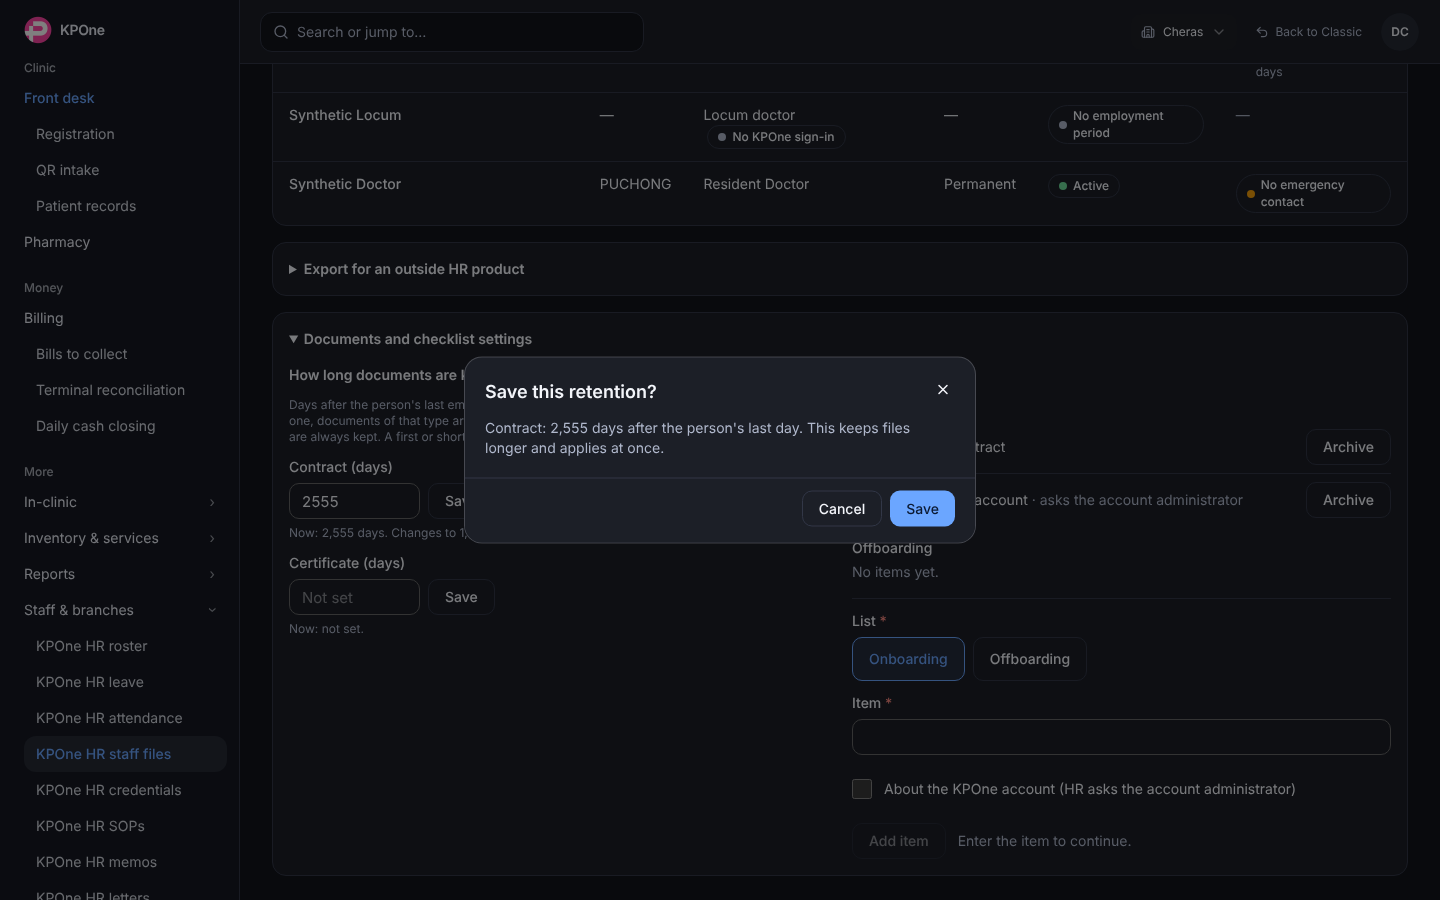 KPOne
Search or jump to...
Cheras
Back to Classic
DC
Clinic
Front desk
Registration
QR intake
Patient records
Pharmacy
Money
Billing
Bills to collect
Terminal reconciliation
Daily cash closing
More
In-clinic
Inventory & services
Reports
Staff & branches
KPOne HR roster
KPOne HR leave
KPOne HR attendance
KPOne HR staff files
KPOne HR credentials
KPOne HR SOPs
KPOne HR memos
KPOne HR letters
days
Synthetic Locum
—
Locum doctor
No KPOne sign-in
—
No employment
period
—
Synthetic Doctor
PUCHONG
Resident Doctor
Permanent
Active
No emergency
contact
Export for an outside HR product
Documents and checklist settings
How long documents are
Days after the person's last
one, documents of that type
are always kept. A first or
Contract (days)
2555
Now: 2,555 days. Changes to
Certificate (days)
Not set
Save
Now: not set.
Save this retention?
Contract: 2,555 days after the person's last day. This keeps files
longer and applies at once.
Cancel
Save
Archive
account · asks the account administrator
Archive
Offboarding
No items yet.
List *
Onboarding
Offboarding
Item *
About the KPOne account (HR asks the account administrator)
Add item
Enter the item to continue.